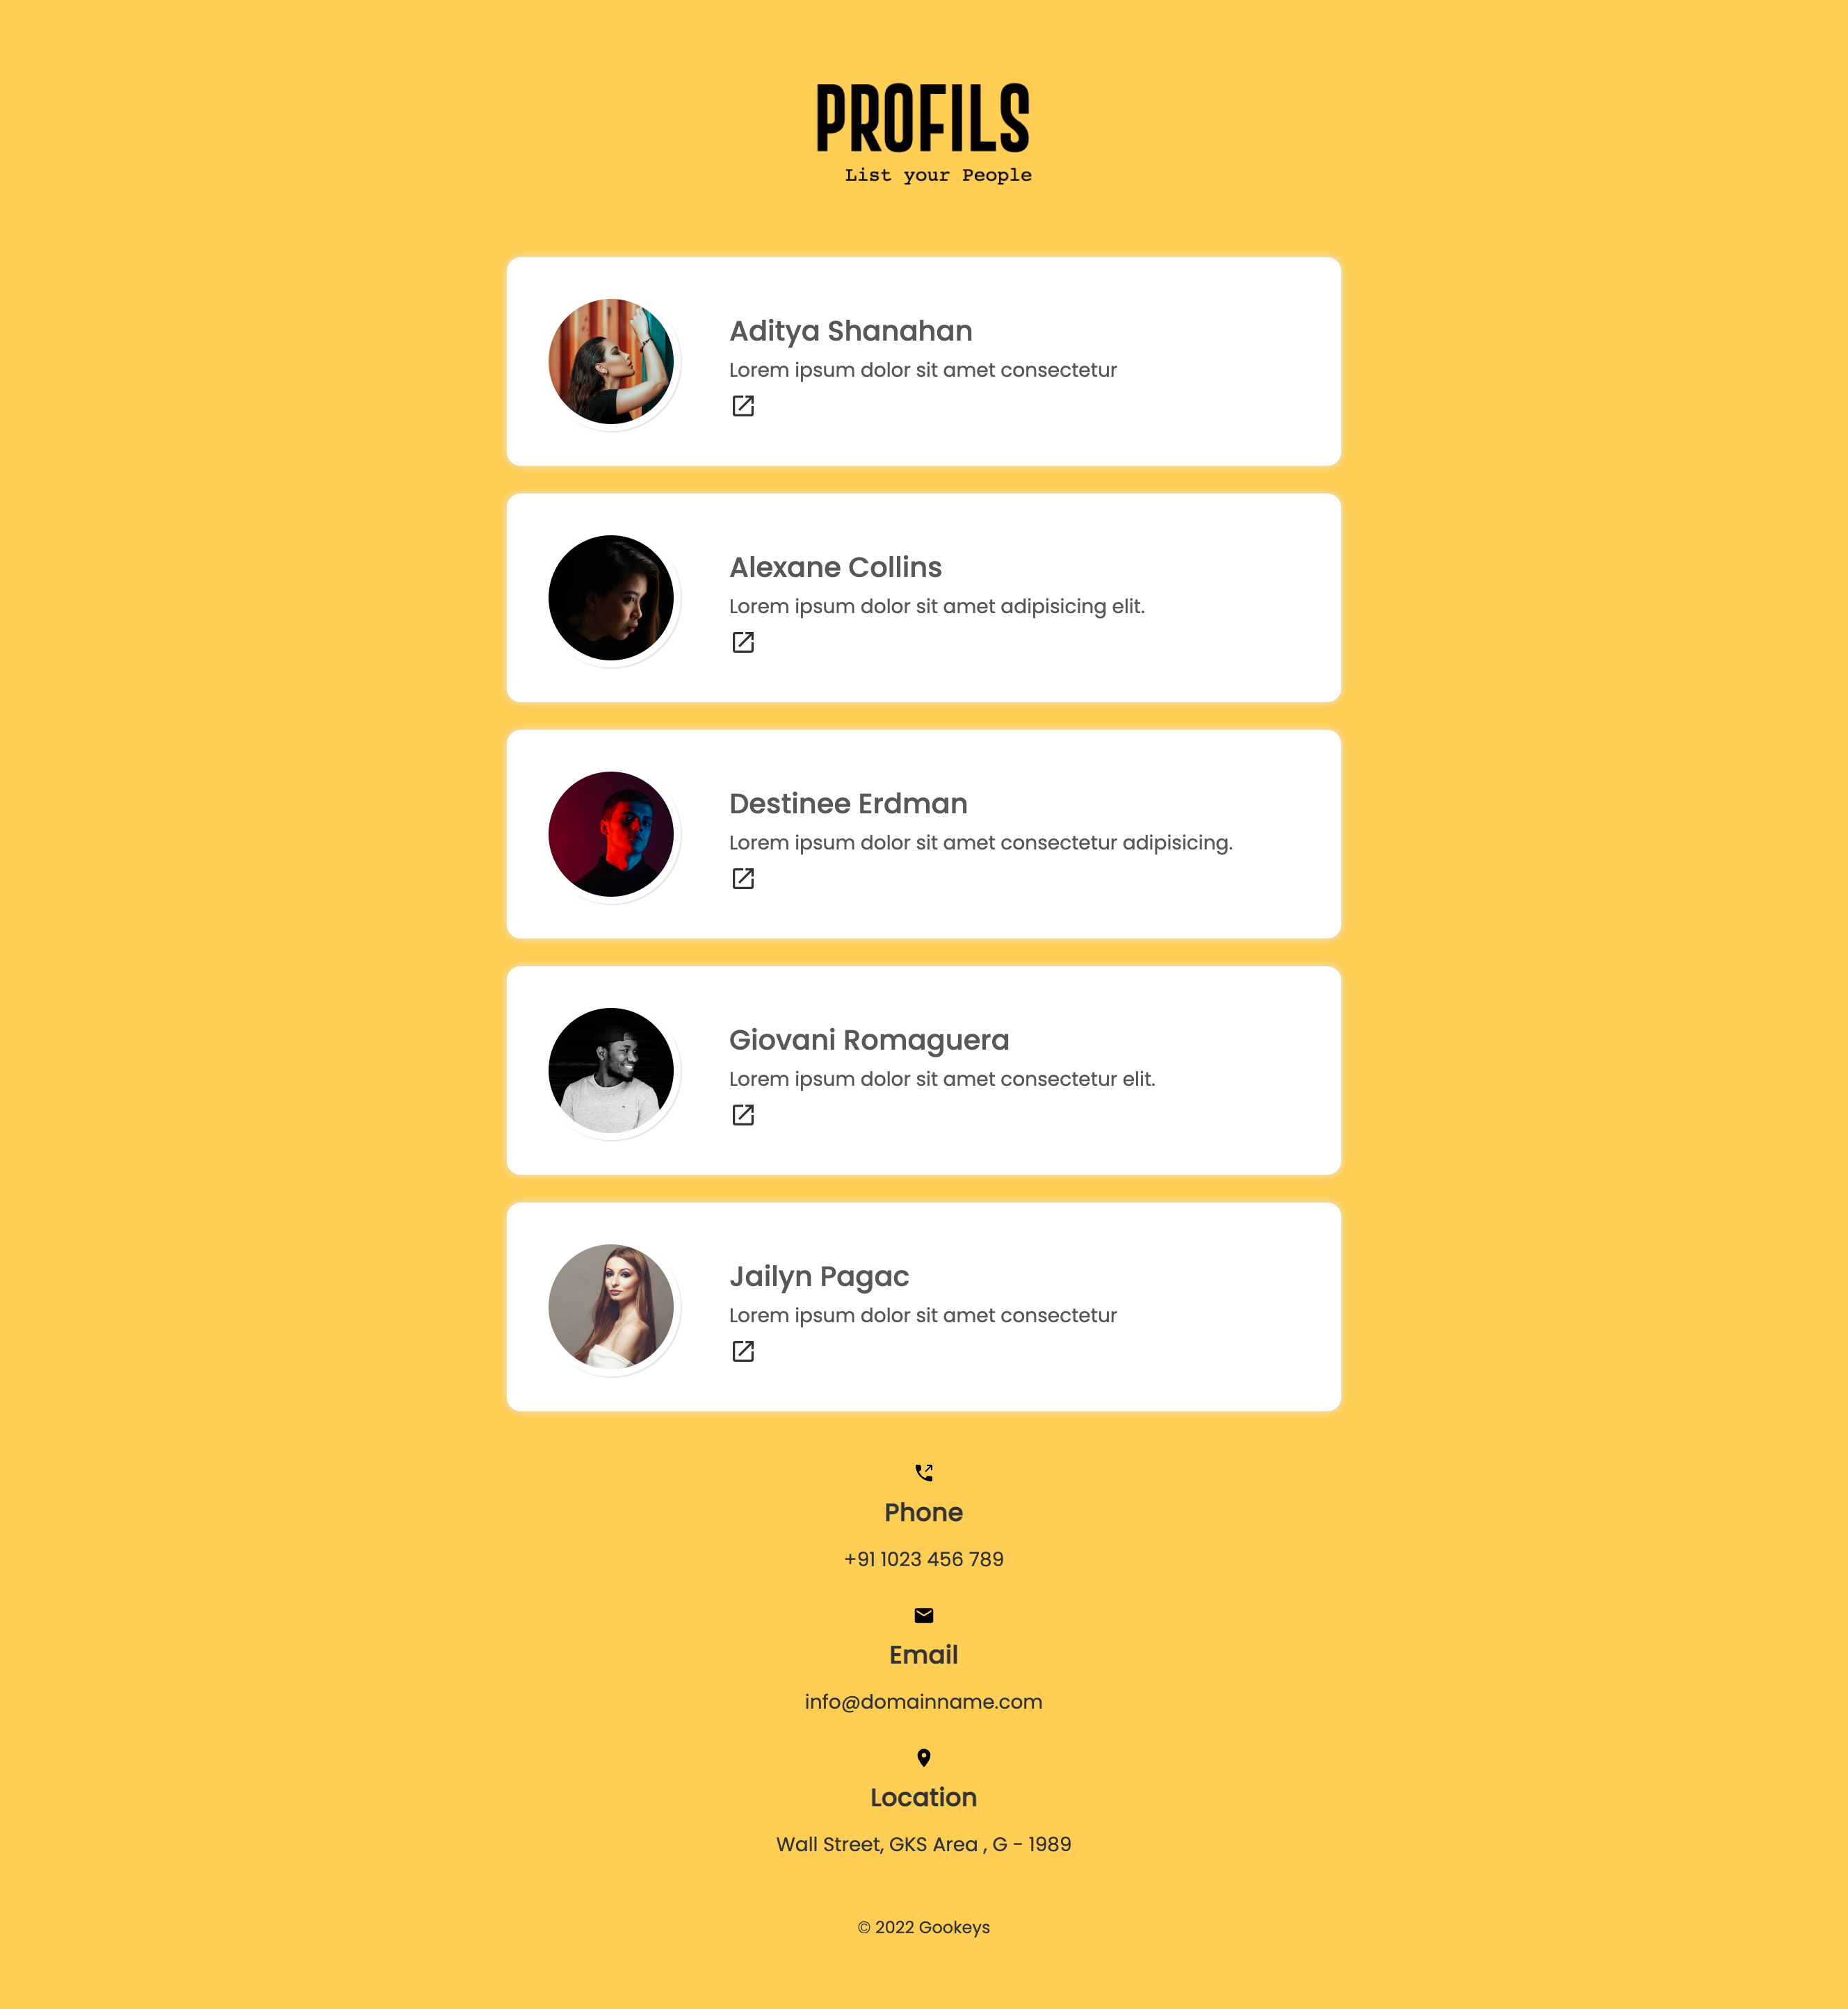 PROFILS
List your People
Aditya Shanahan
Lorem ipsum dolor sit amet consectetur
Alexane Collins
Lorem ipsum dolor sit amet adipisicing elit.
Destinee Erdman
Lorem ipsum dolor sit amet consectetur adipisicing.
Giovani Romaguera
Lorem ipsum dolor sit amet consectetur elit.
Jailyn Pagac
Lorem ipsum dolor sit amet consectetur
Phone
+91 1023 456 789
Email
info@domainname.com
Location
Wall Street, GKS Area , G - 1989
© 2022 Gookeys